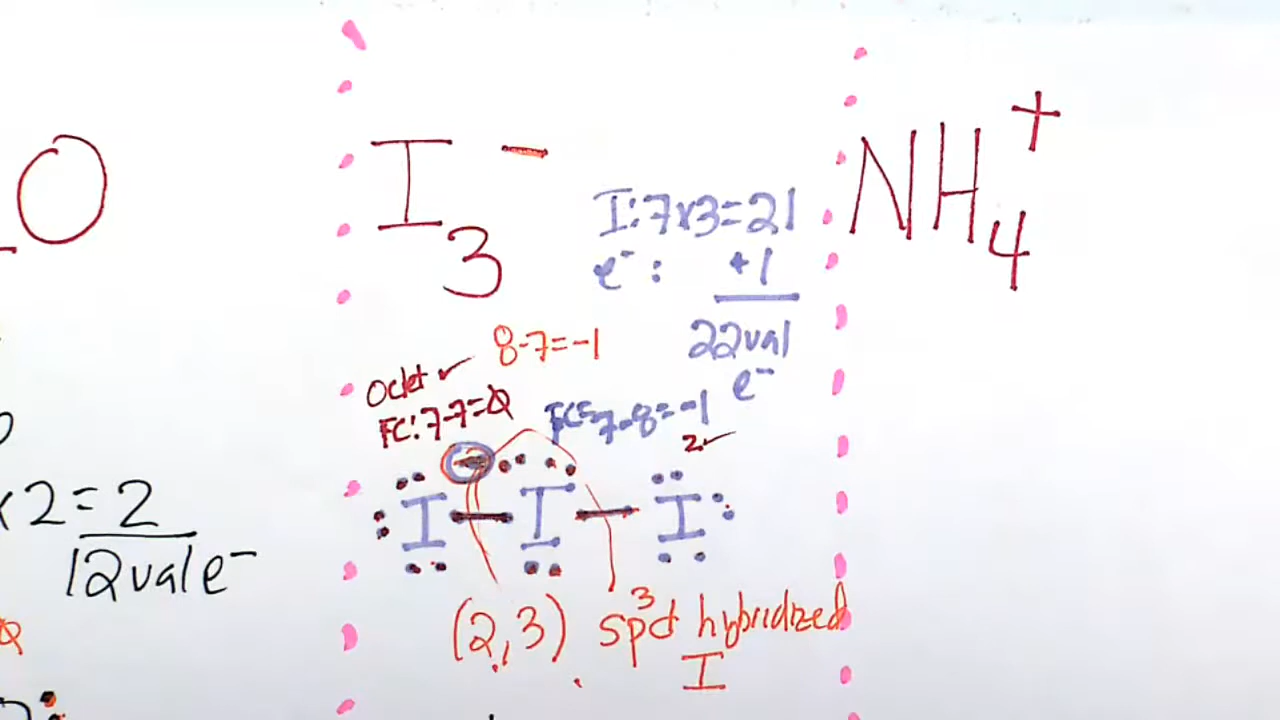 O
I₃⁻
I: 7x3 = 21
e⁻: +1
22 val
e⁻
NH₄⁺
8-7=-1
Octet ✓
FC: 7-7=0
FC=7-8=-1
2 ✓
I – I – I
(2,3) sp³d hybridized
I
x2=2
12 val e⁻